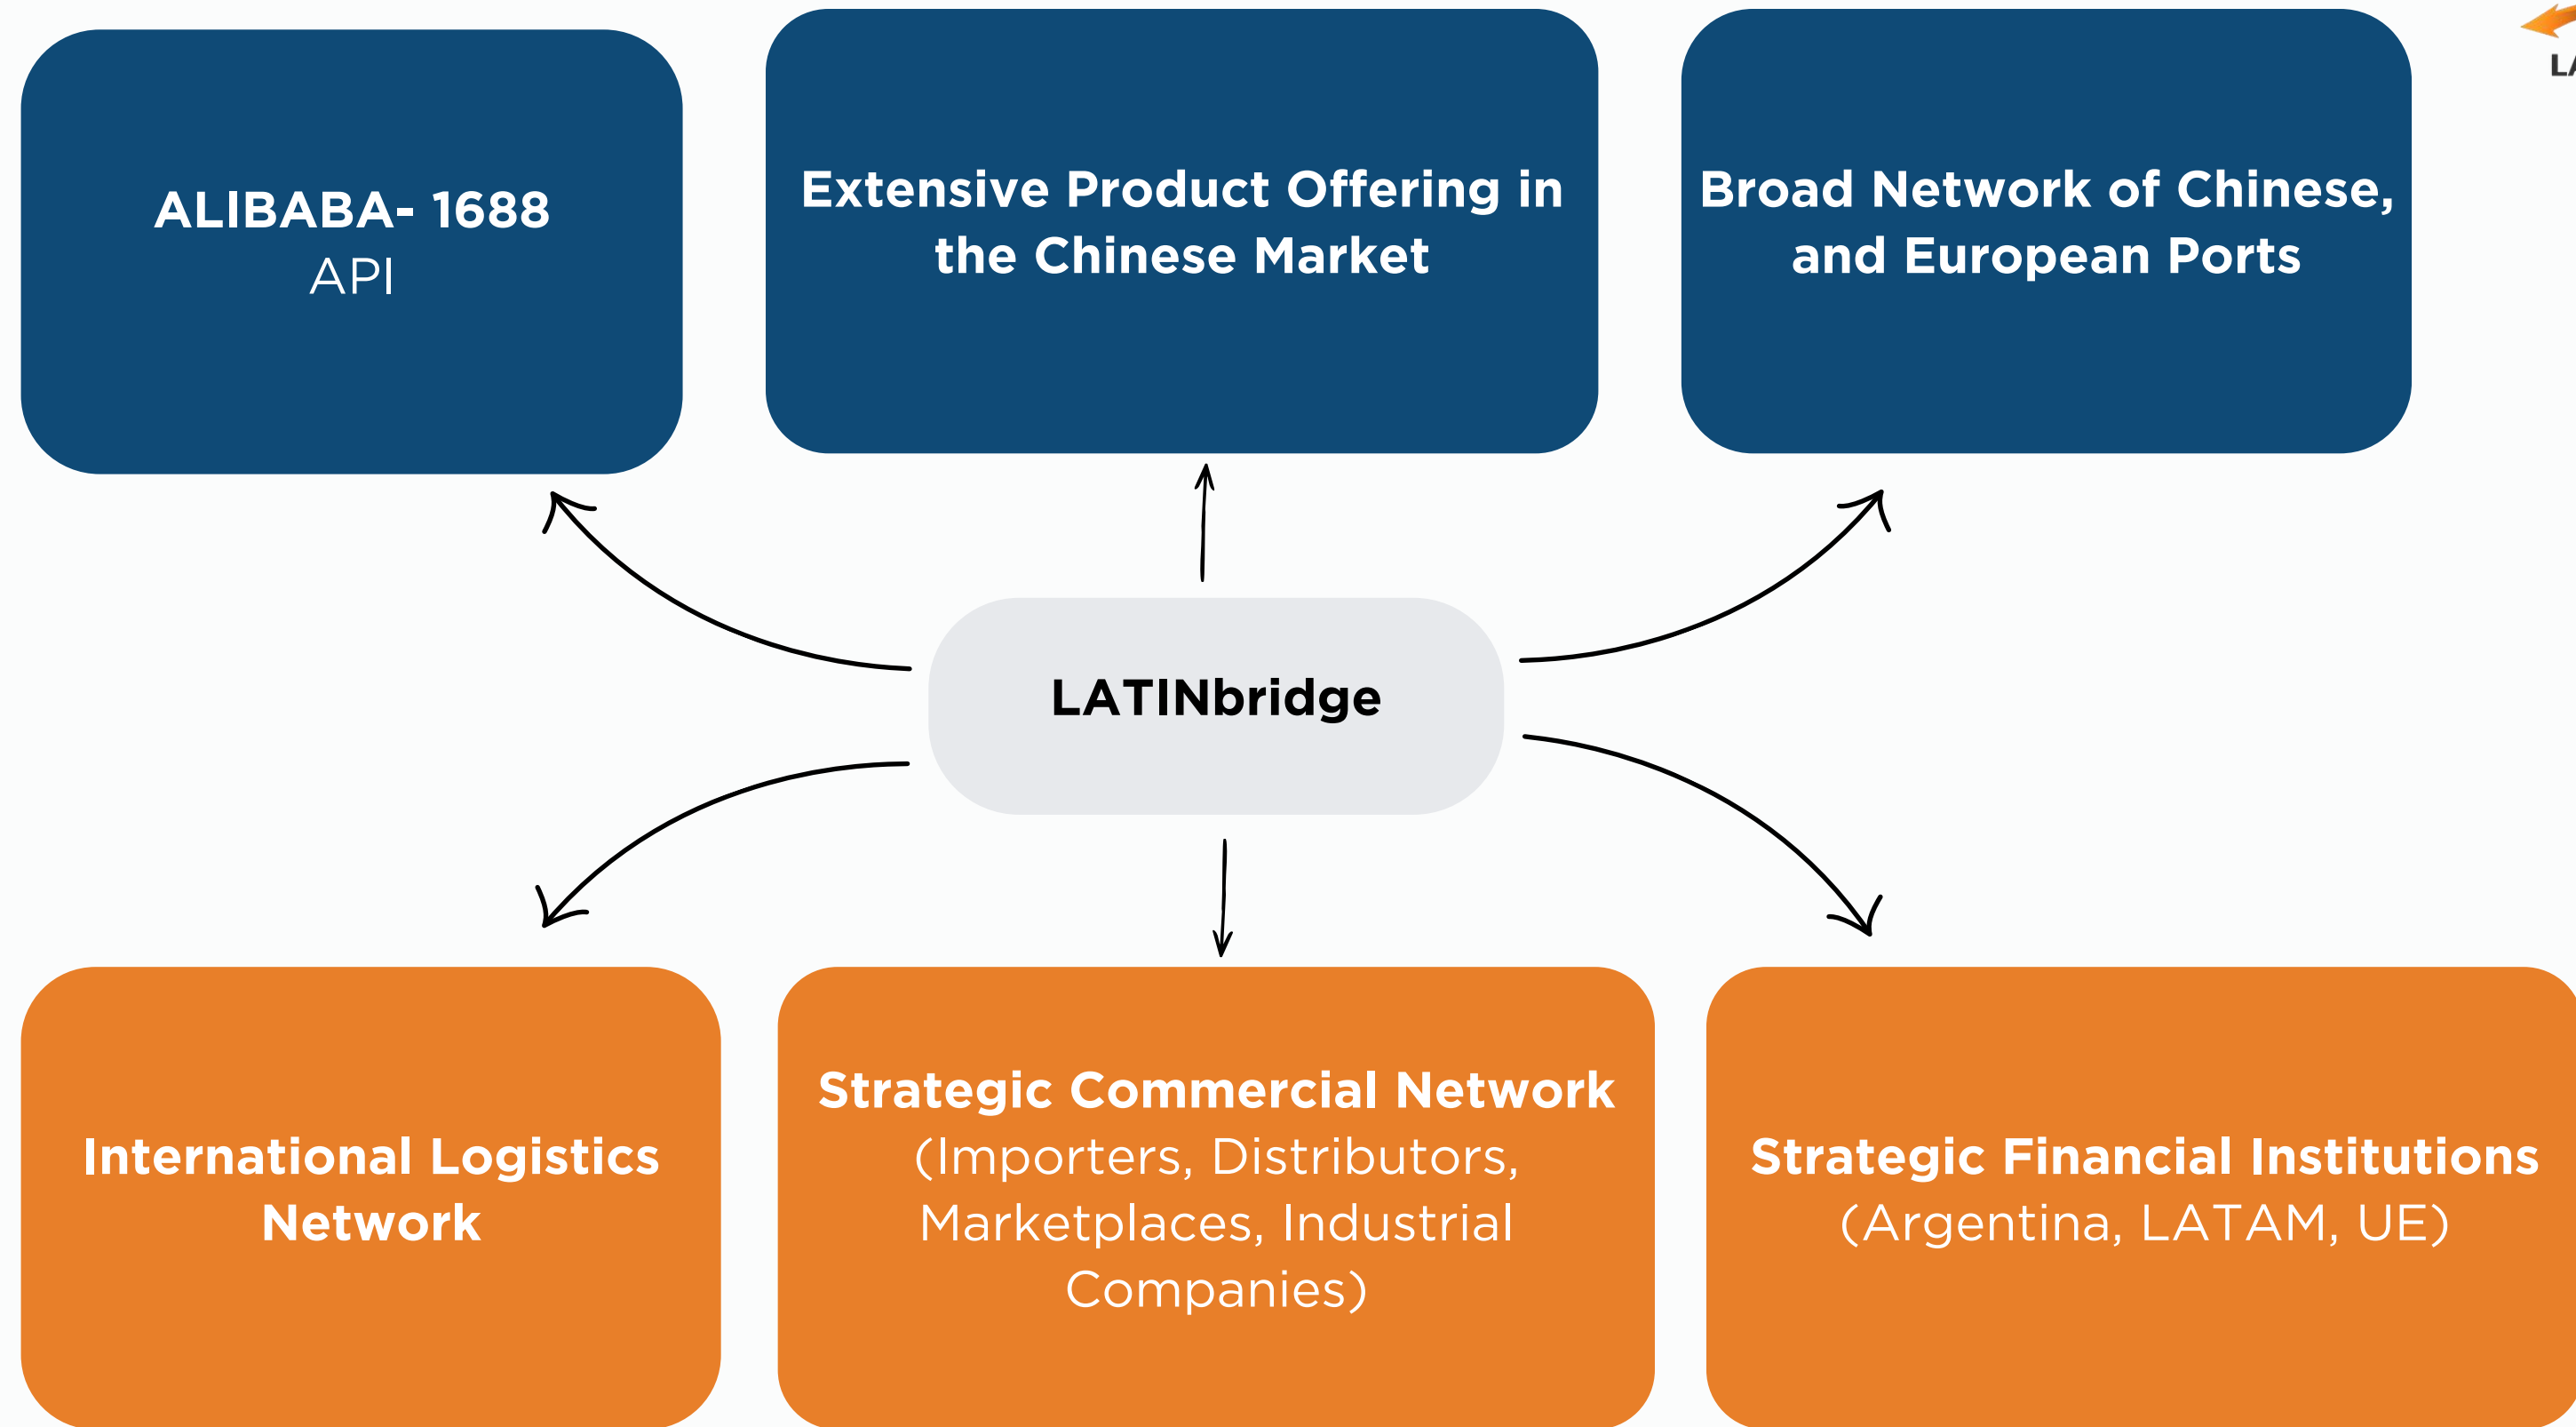 ALIBABA- 1688
API
Extensive Product Offering in
the Chinese Market
Broad Network of Chinese,
and European Ports
LATINbridge
International Logistics
Network
Strategic Commercial Network
(Importers, Distributors,
Marketplaces, Industrial
Companies)
Strategic Financial Institutions
(Argentina, LATAM, UE)